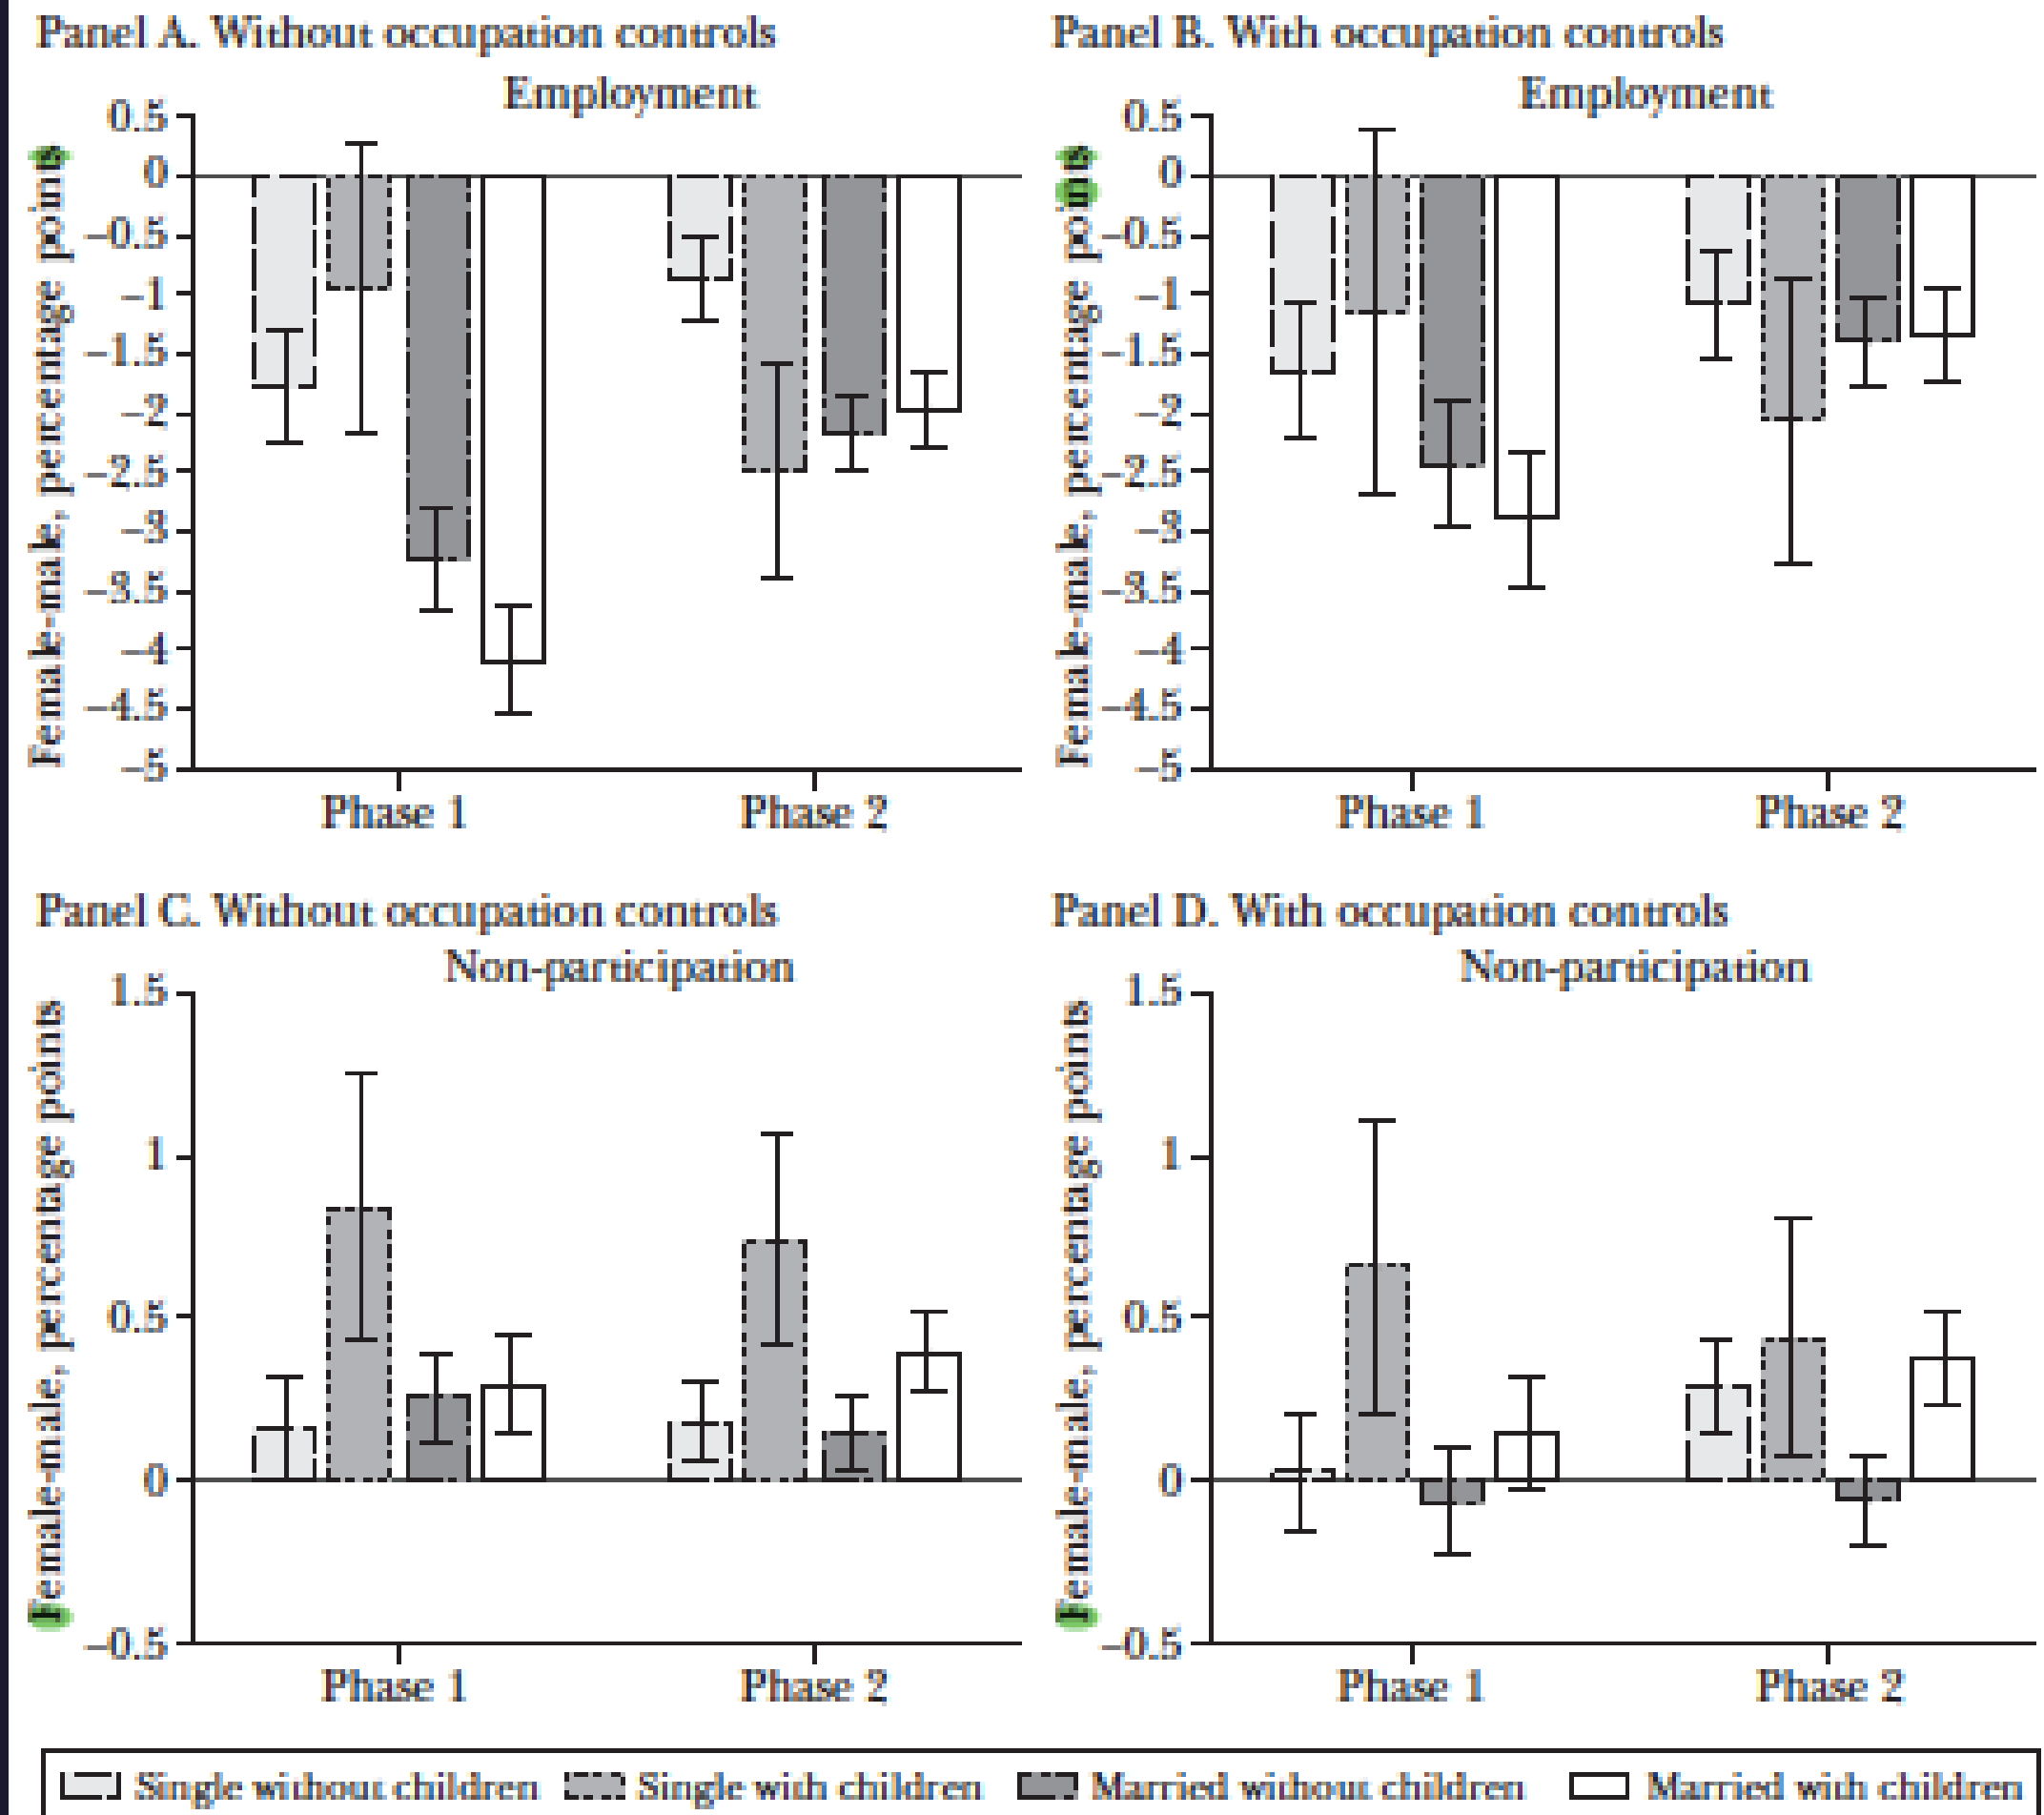 Panel A. Without occupation controls
Employment
Female-male, percentage points
0.5
0
−0.5
−1
−1.5
−2
−2.5
−3
−3.5
−4
−4.5
−5
Phase 1
Phase 2
Panel B. With occupation controls
Employment
Female-male, percentage points
0.5
0
−0.5
−1
−1.5
−2
−2.5
−3
−3.5
−4
−4.5
−5
Phase 1
Phase 2
Panel C. Without occupation controls
Non-participation
Female-male, percentage points
1.5
1
0.5
0
−0.5
Phase 1
Phase 2
Panel D. With occupation controls
Non-participation
Female-male, percentage points
1.5
1
0.5
0
−0.5
Phase 1
Phase 2
Single without children
Single with children
Married without children
Married with children